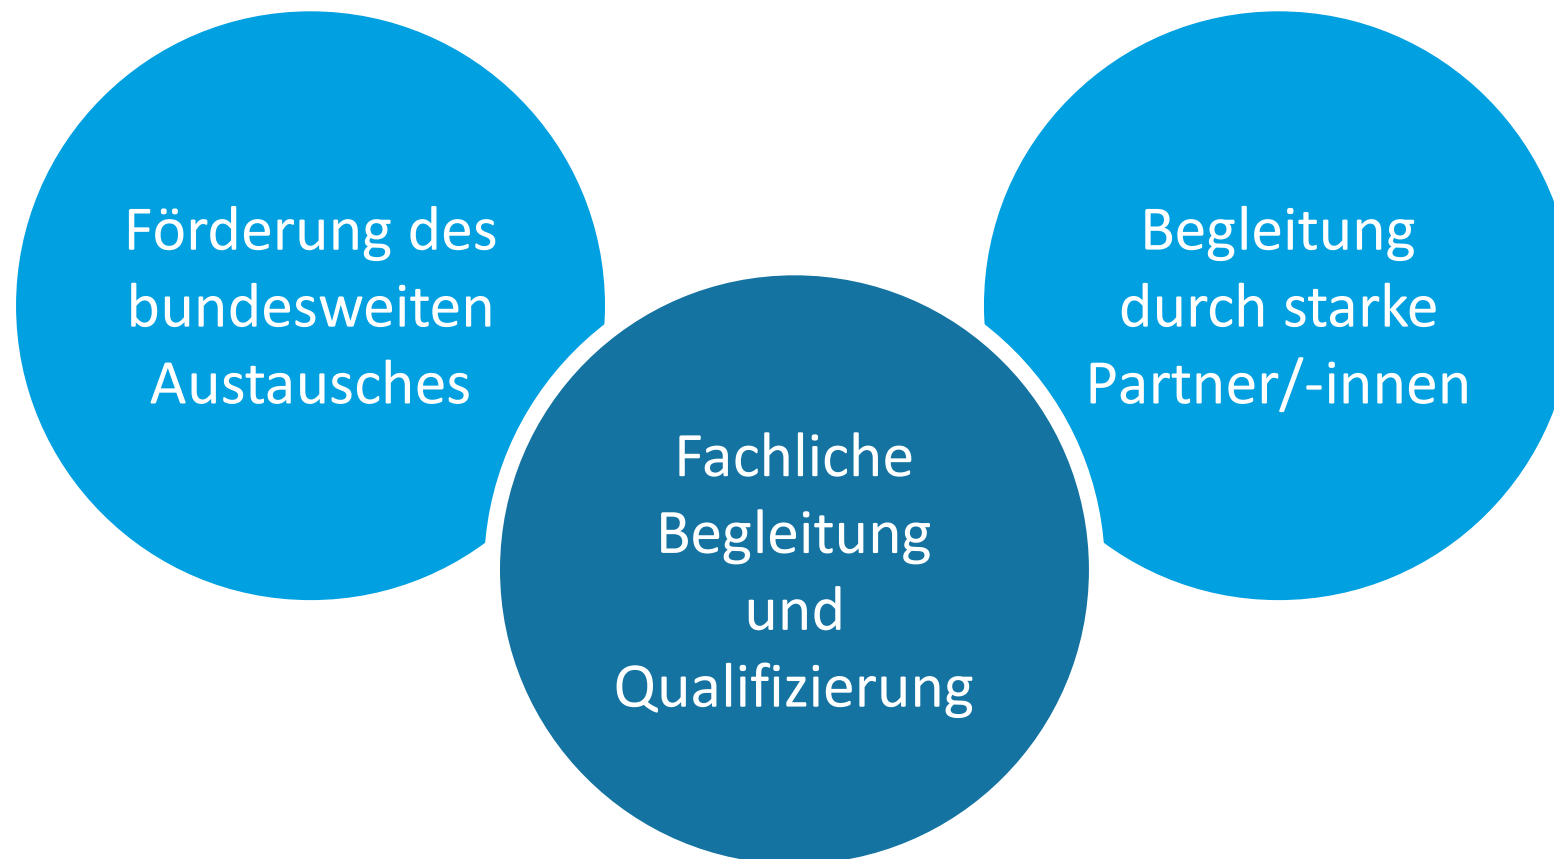 Förderung des
bundesweiten
Austausches
Fachliche
Begleitung
und
Qualifizierung
Begleitung
durch starke
Partner/-innen